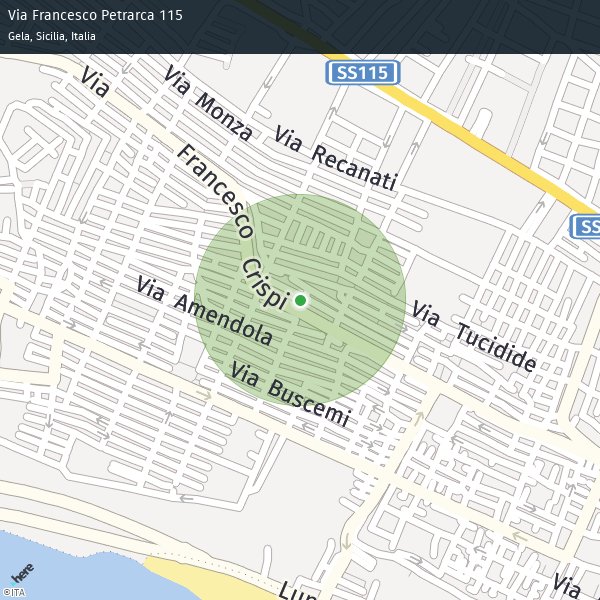 Via Francesco Petrarca 115
Gela, Sicilia, Italia
SS115
Via Francesco Crispi
Via Monza
Via Recanati
SS
Via Amendola
Via Tucidide
Via Buscemi
Via
Lun
here
©ITA